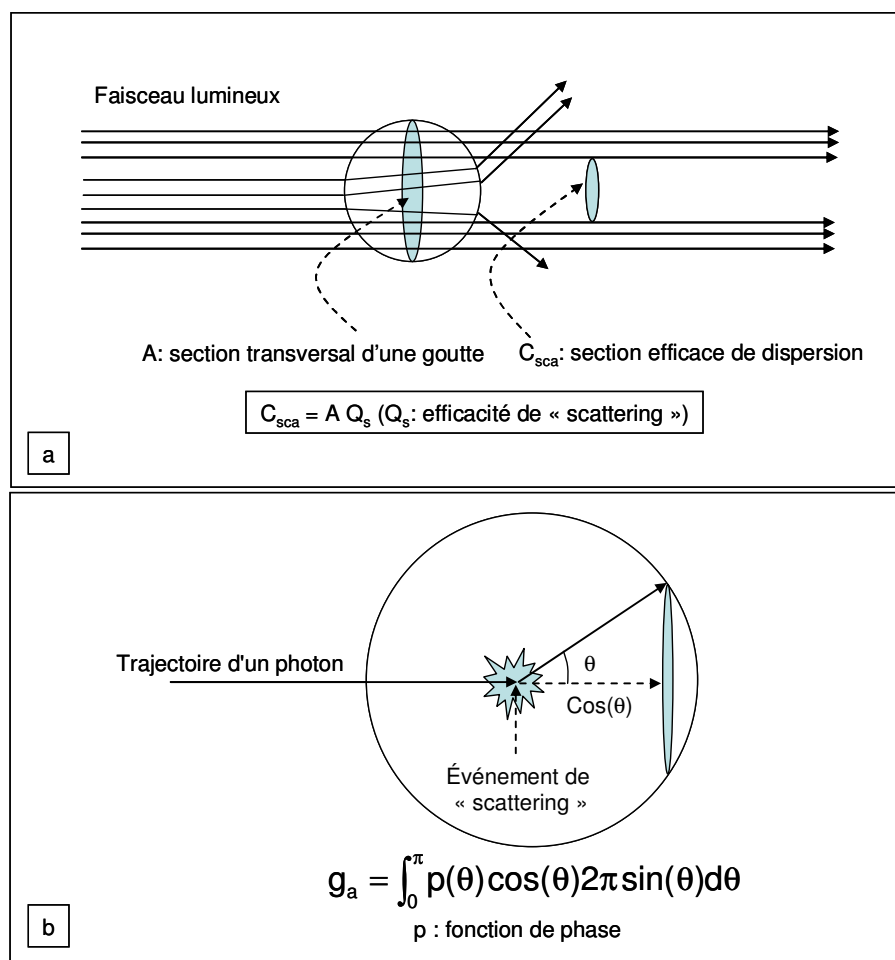 Faisceau lumineux
A: section transversal d'une goutte
C_sca: section efficace de dispersion
C_sca = A Q_s (Q_s: efficacité de « scattering »)
a
Trajectoire d'un photon
θ
Cos(θ)
Événement de
« scattering »
g_a = ∫_0^π p(θ)cos(θ)2π sin(θ)dθ
p : fonction de phase
b